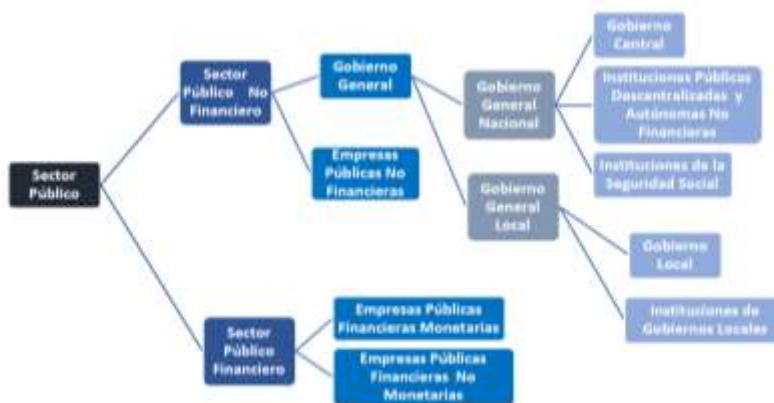 Sector
Público
Sector
Público No
Financiero
Gobierno
General
Empresas
Públicas No
Financieras
Gobierno
General
Nacional
Gobierno
General
Local
Gobierno
Central
Instituciones Públicas
Descentralizadas y
Autónomas No
Financieras
Instituciones de la
Seguridad Social
Gobierno
Local
Instituciones de
Gobiernos Locales
Sector
Público
Financiero
Empresas Públicas
Financieras Monetarias
Empresas Públicas
Financieras No
Monetarias